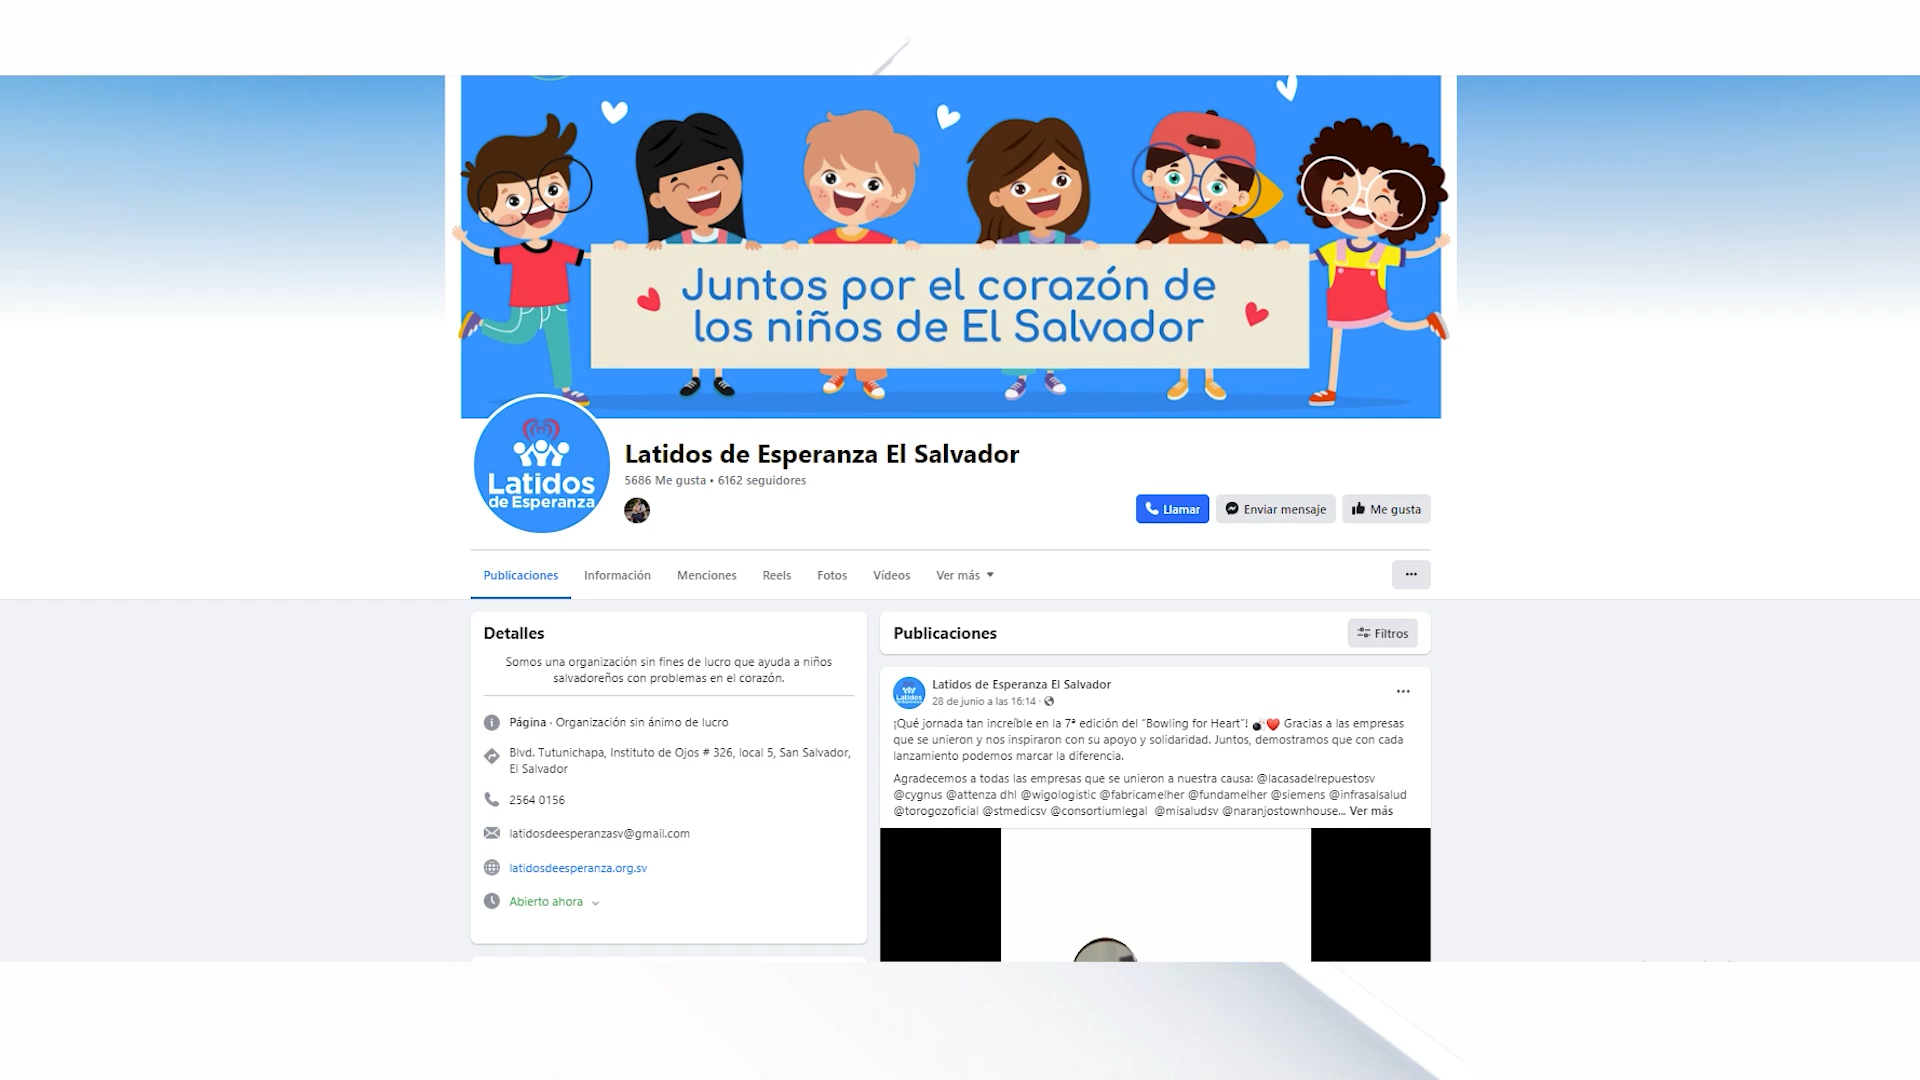 Juntos por el corazón de
los niños de El Salvador
Latidos
de Esperanza
Latidos de Esperanza El Salvador
5686 Me gusta • 6162 seguidores
Llamar
Enviar mensaje
Me gusta
Publicaciones
Información
Menciones
Reels
Fotos
Vídeos
Ver más
Detalles
Somos una organización sin fines de lucro que ayuda a niños
salvadoreños con problemas en el corazón.
Página · Organización sin ánimo de lucro
Blvd. Tutunichapa, Instituto de Ojos # 326, local 5, San Salvador,
El Salvador
2564 0156
latidosdeesperanzasv@gmail.com
latidosdeesperanza.org.sv
Abierto ahora
Publicaciones
Filtros
Latidos
de Esperanza
Latidos de Esperanza El Salvador
28 de junio a las 16:14 ·
¡Qué jornada tan increíble en la 7ª edición del “Bowling for Heart”! 💣❤️ Gracias a las empresas
que se unieron y nos inspiraron con su apoyo y solidaridad. Juntos, demostramos que con cada
lanzamiento podemos marcar la diferencia.
Agradecemos a todas las empresas que se unieron a nuestra causa: @lacasadelrepuestosv
@cygnus @attenza dhl @wigologistic @fabricamelher @fundamelher @siemens @infrasalsalud
@torogozoficial @stmedicsv @consortiumlegal @misaludsv @naranjostownhouse... Ver más